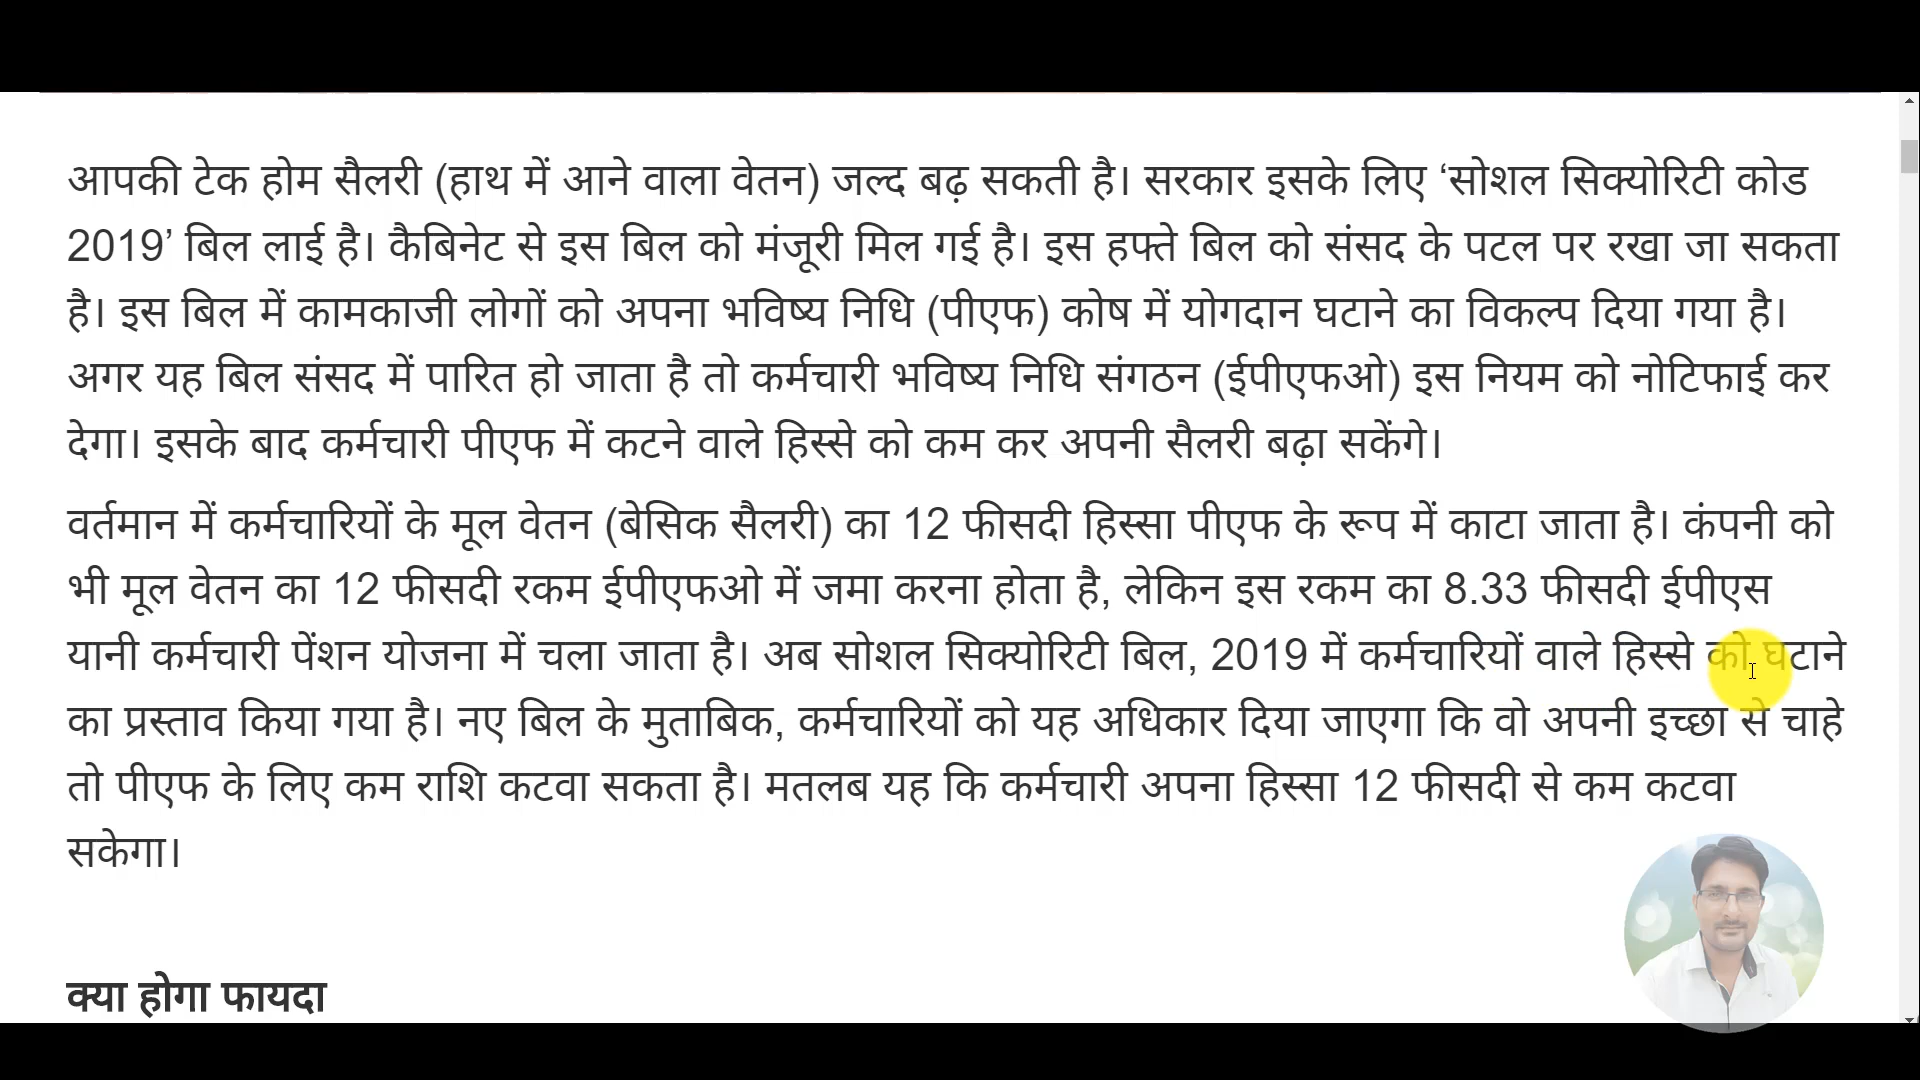 आपकी टेक होम सैलरी (हाथ में आने वाला वेतन) जल्द बढ़ सकती है। सरकार इसके लिए ‘सोशल सिक्योरिटी कोड
2019’ बिल लाई है। कैबिनेट से इस बिल को मंजूरी मिल गई है। इस हफ्ते बिल को संसद के पटल पर रखा जा सकता
है। इस बिल में कामकाजी लोगों को अपना भविष्य निधि (पीएफ) कोष में योगदान घटाने का विकल्प दिया गया है।
अगर यह बिल संसद में पारित हो जाता है तो कर्मचारी भविष्य निधि संगठन (ईपीएफओ) इस नियम को नोटिफाई कर
देगा। इसके बाद कर्मचारी पीएफ में कटने वाले हिस्से को कम कर अपनी सैलरी बढ़ा सकेंगे।
वर्तमान में कर्मचारियों के मूल वेतन (बेसिक सैलरी) का 12 फीसदी हिस्सा पीएफ के रूप में काटा जाता है। कंपनी को
भी मूल वेतन का 12 फीसदी रकम ईपीएफओ में जमा करना होता है, लेकिन इस रकम का 8.33 फीसदी ईपीएस
यानी कर्मचारी पेंशन योजना में चला जाता है। अब सोशल सिक्योरिटी बिल, 2019 में कर्मचारियों वाले हिस्से को घटाने
का प्रस्ताव किया गया है। नए बिल के मुताबिक, कर्मचारियों को यह अधिकार दिया जाएगा कि वो अपनी इच्छा से चाहे
तो पीएफ के लिए कम राशि कटवा सकता है। मतलब यह कि कर्मचारी अपना हिस्सा 12 फीसदी से कम कटवा
सकेगा।
क्या होगा फायदा